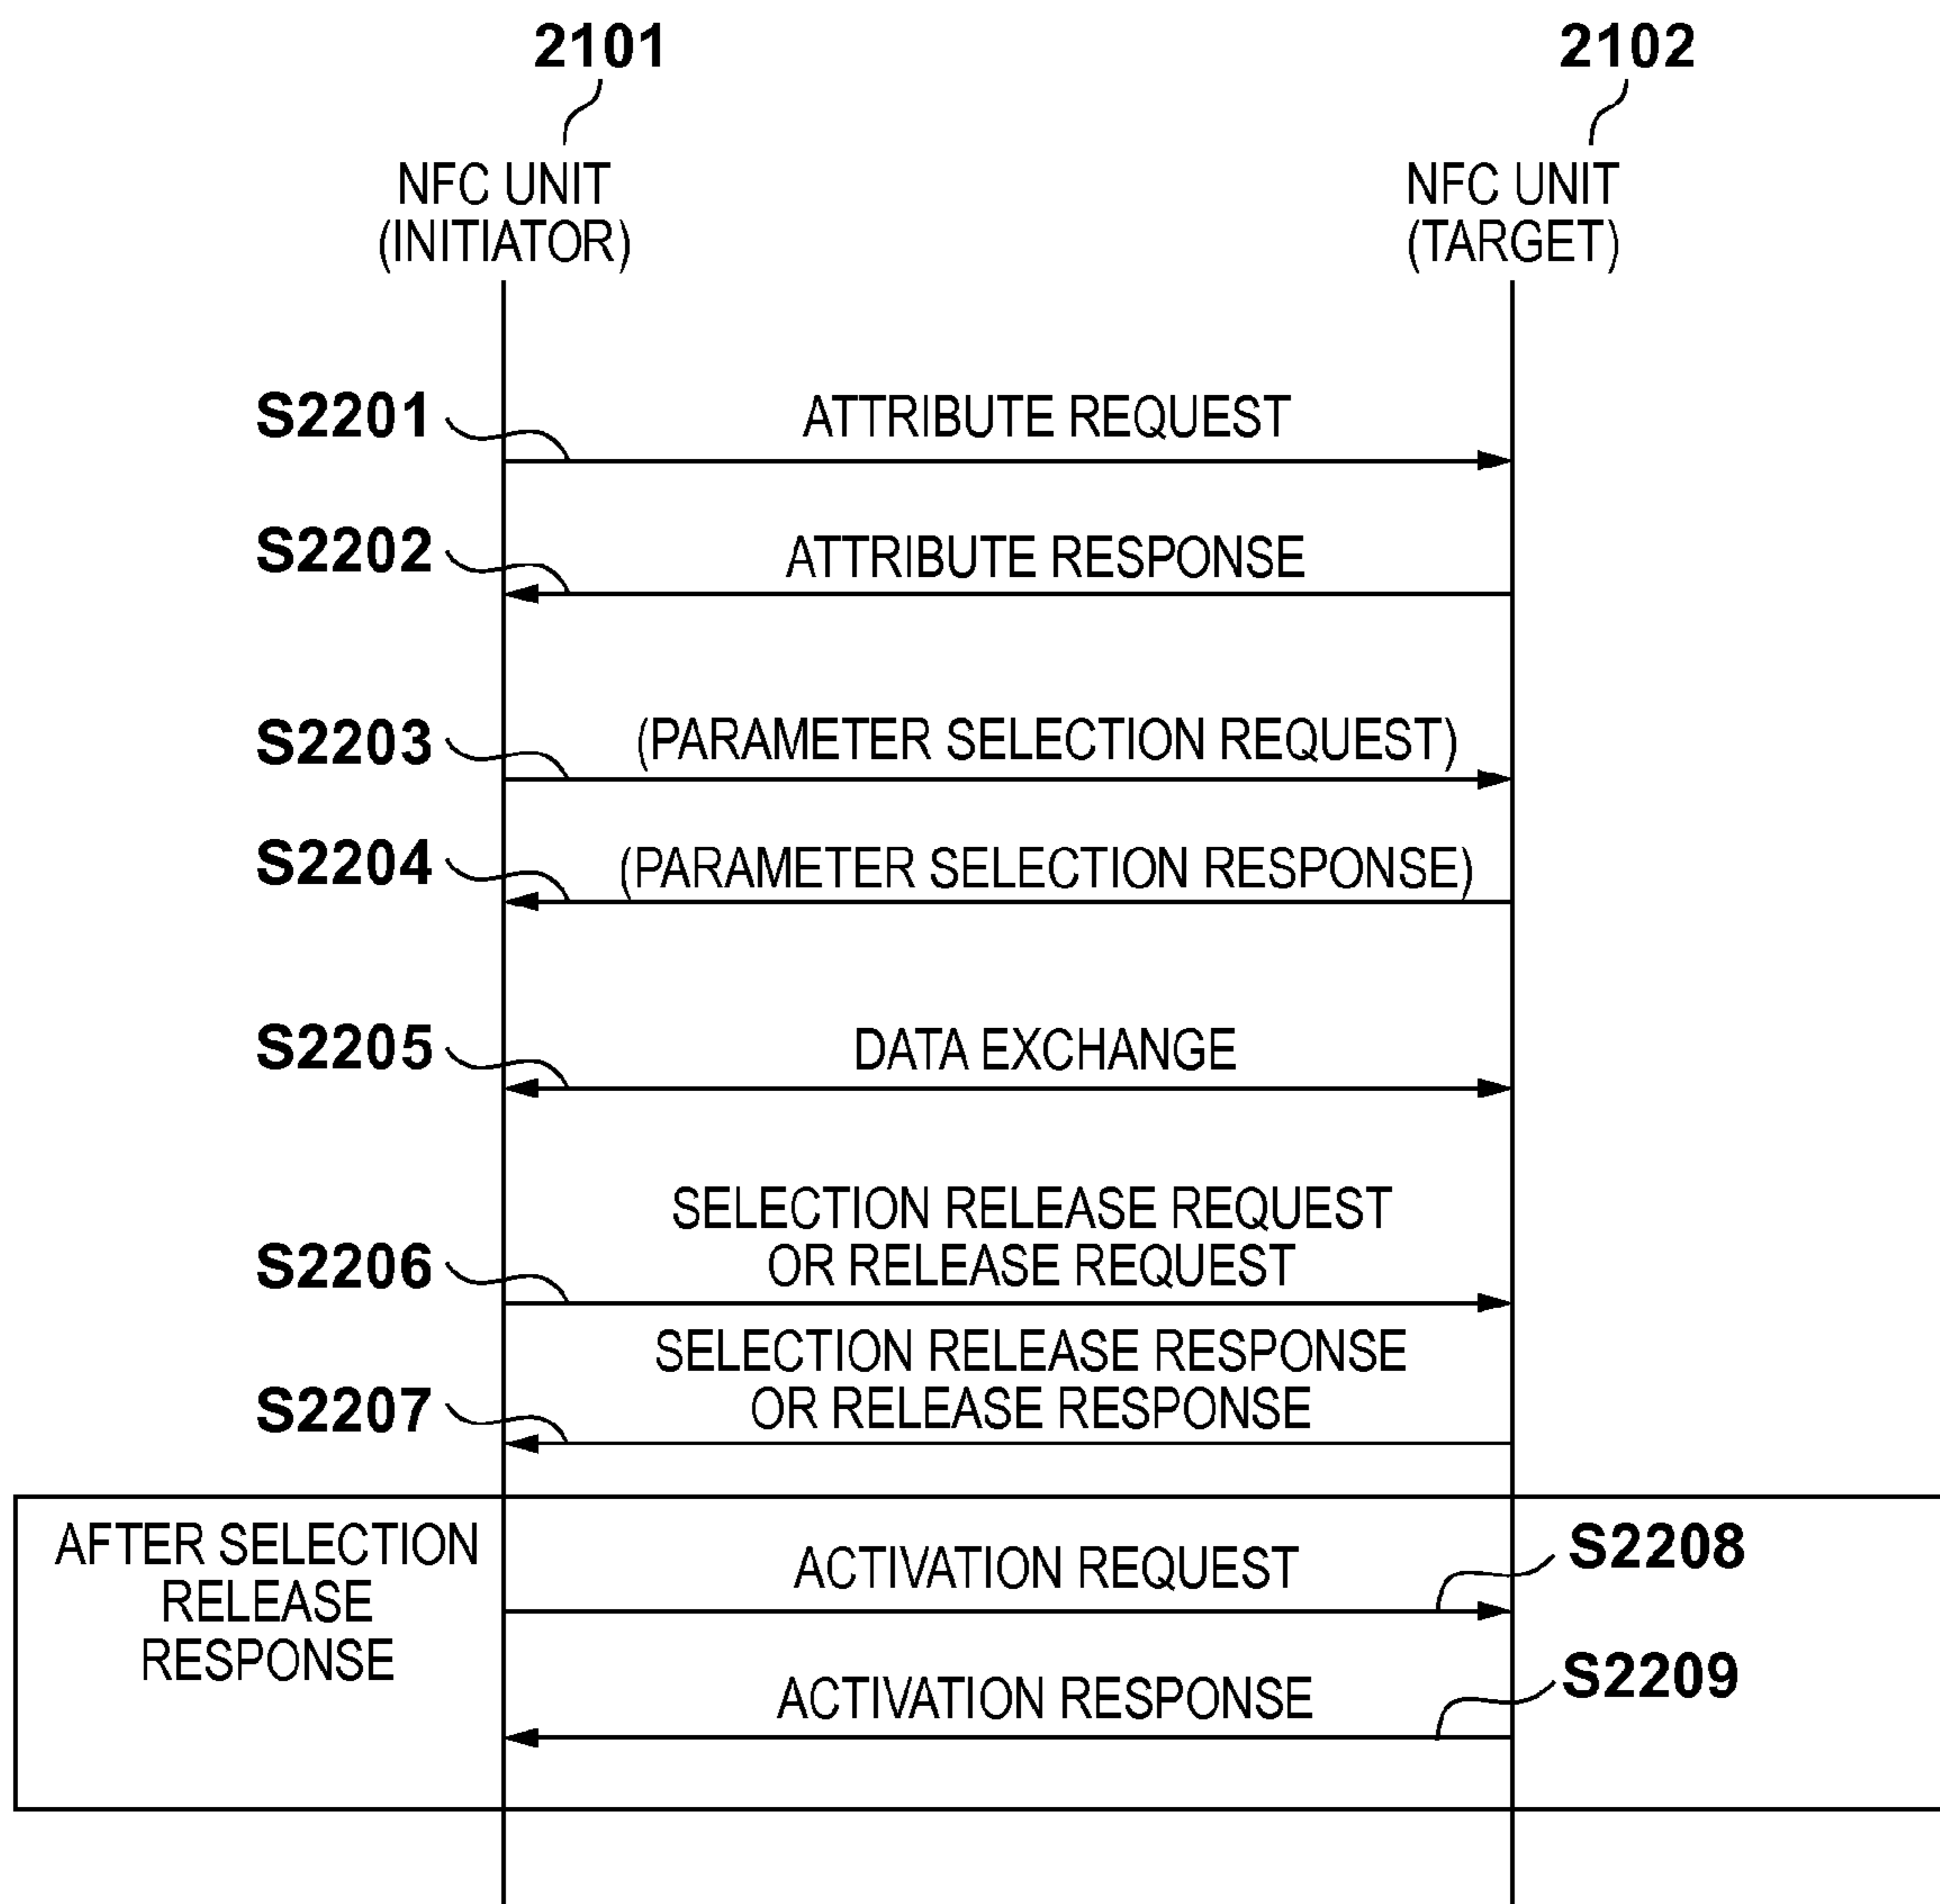 2101
2102
NFC UNIT
(INITIATOR)
NFC UNIT
(TARGET)
S2201
ATTRIBUTE REQUEST
S2202
ATTRIBUTE RESPONSE
S2203
(PARAMETER SELECTION REQUEST)
S2204
(PARAMETER SELECTION RESPONSE)
S2205
DATA EXCHANGE
S2206
SELECTION RELEASE REQUEST
OR RELEASE REQUEST
S2207
SELECTION RELEASE RESPONSE
OR RELEASE RESPONSE
AFTER SELECTION
RELEASE
RESPONSE
ACTIVATION REQUEST
S2208
ACTIVATION RESPONSE
S2209